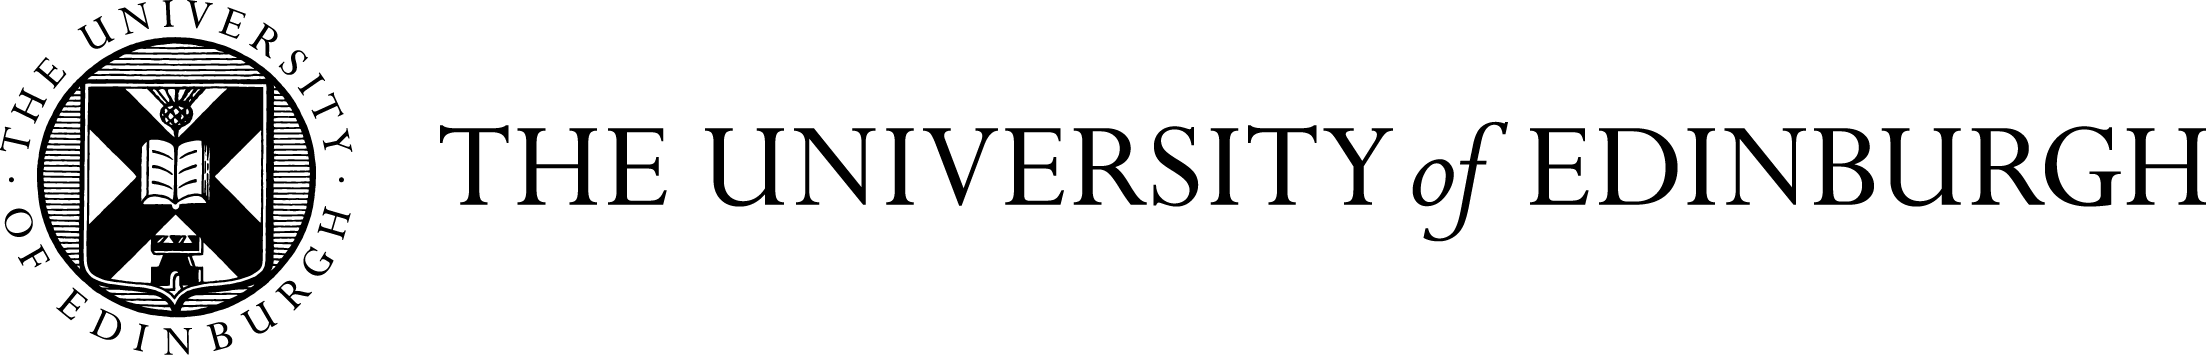 THE UNIVERSITY · OF EDINBURGH ·
THE UNIVERSITY of EDINBURGH